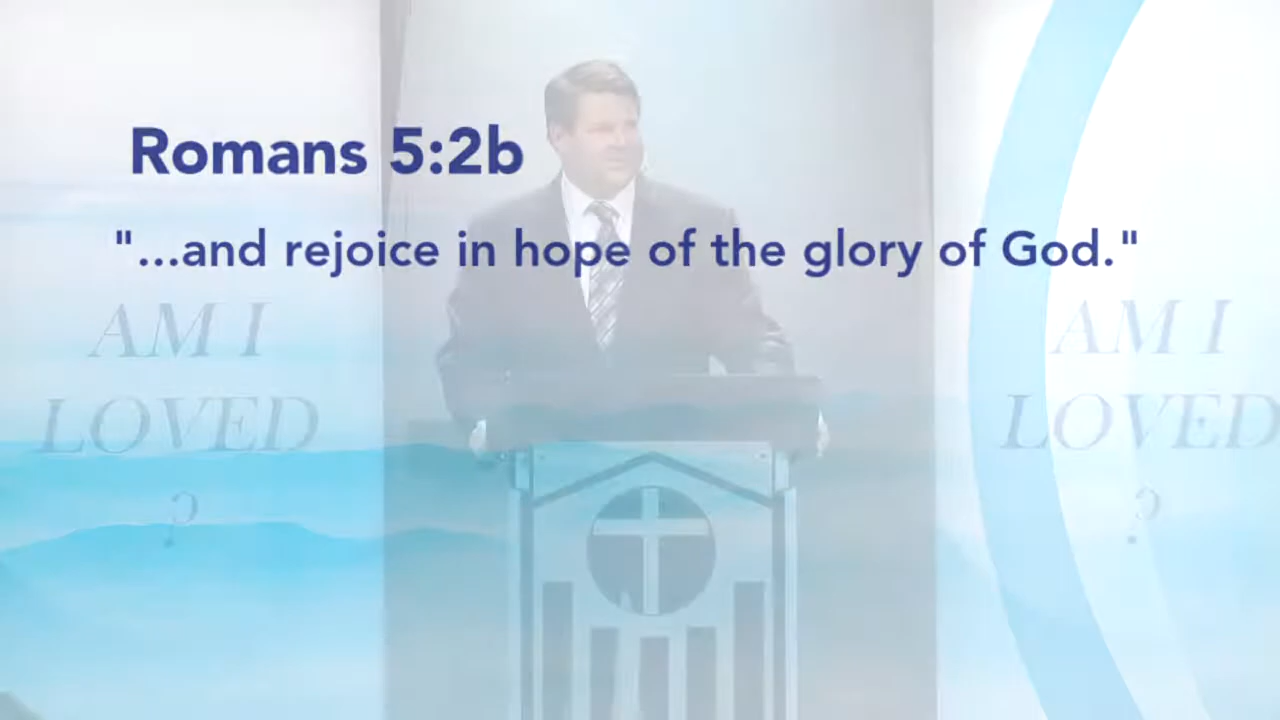 Romans 5:2b
"...and rejoice in hope of the glory of God."
AM I
LOVED
?
AM I
LOVED
?